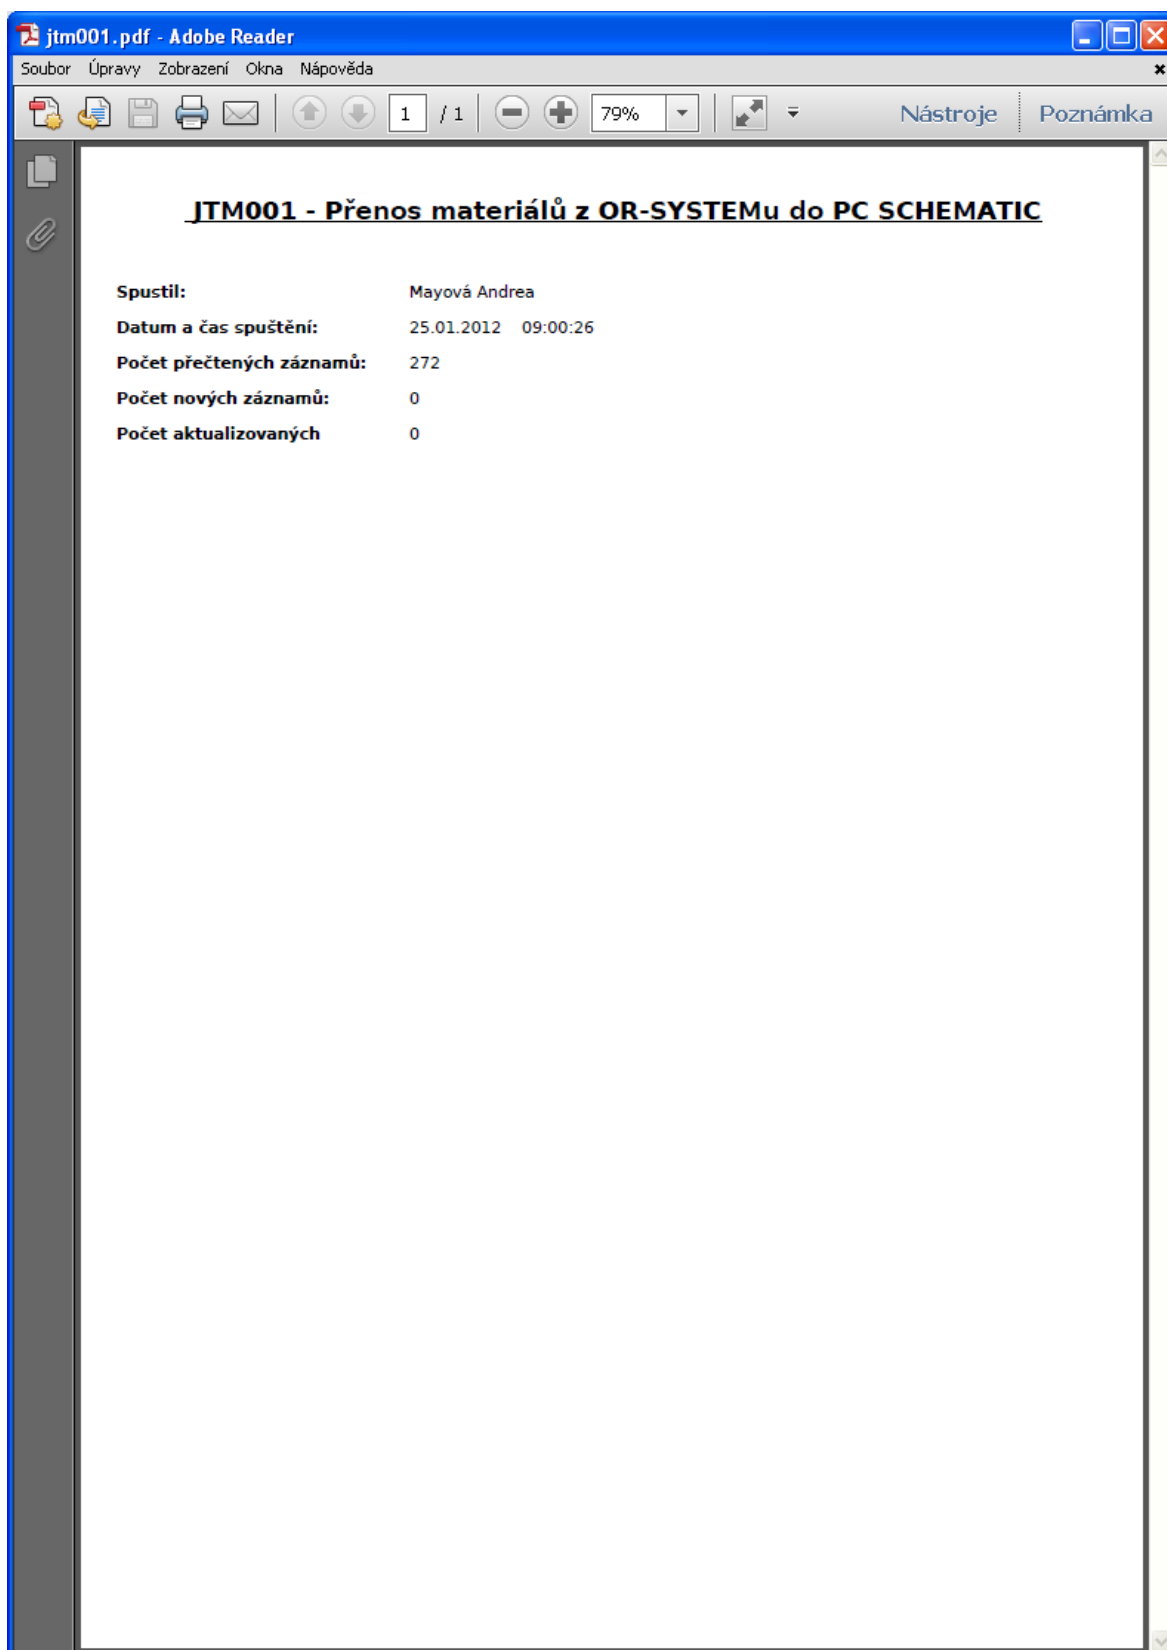 jtm001.pdf - Adobe Reader
Soubor Úpravy Zobrazení Okna Nápověda
1 / 1 79% Nástroje Poznámka
JTM001 - Přenos materiálů z OR-SYSTEMu do PC SCHEMATIC
Spustil: Mayová Andrea
Datum a čas spuštění: 25.01.2012 09:00:26
Počet přečtených záznamů: 272
Počet nových záznamů: 0
Počet aktualizovaných 0